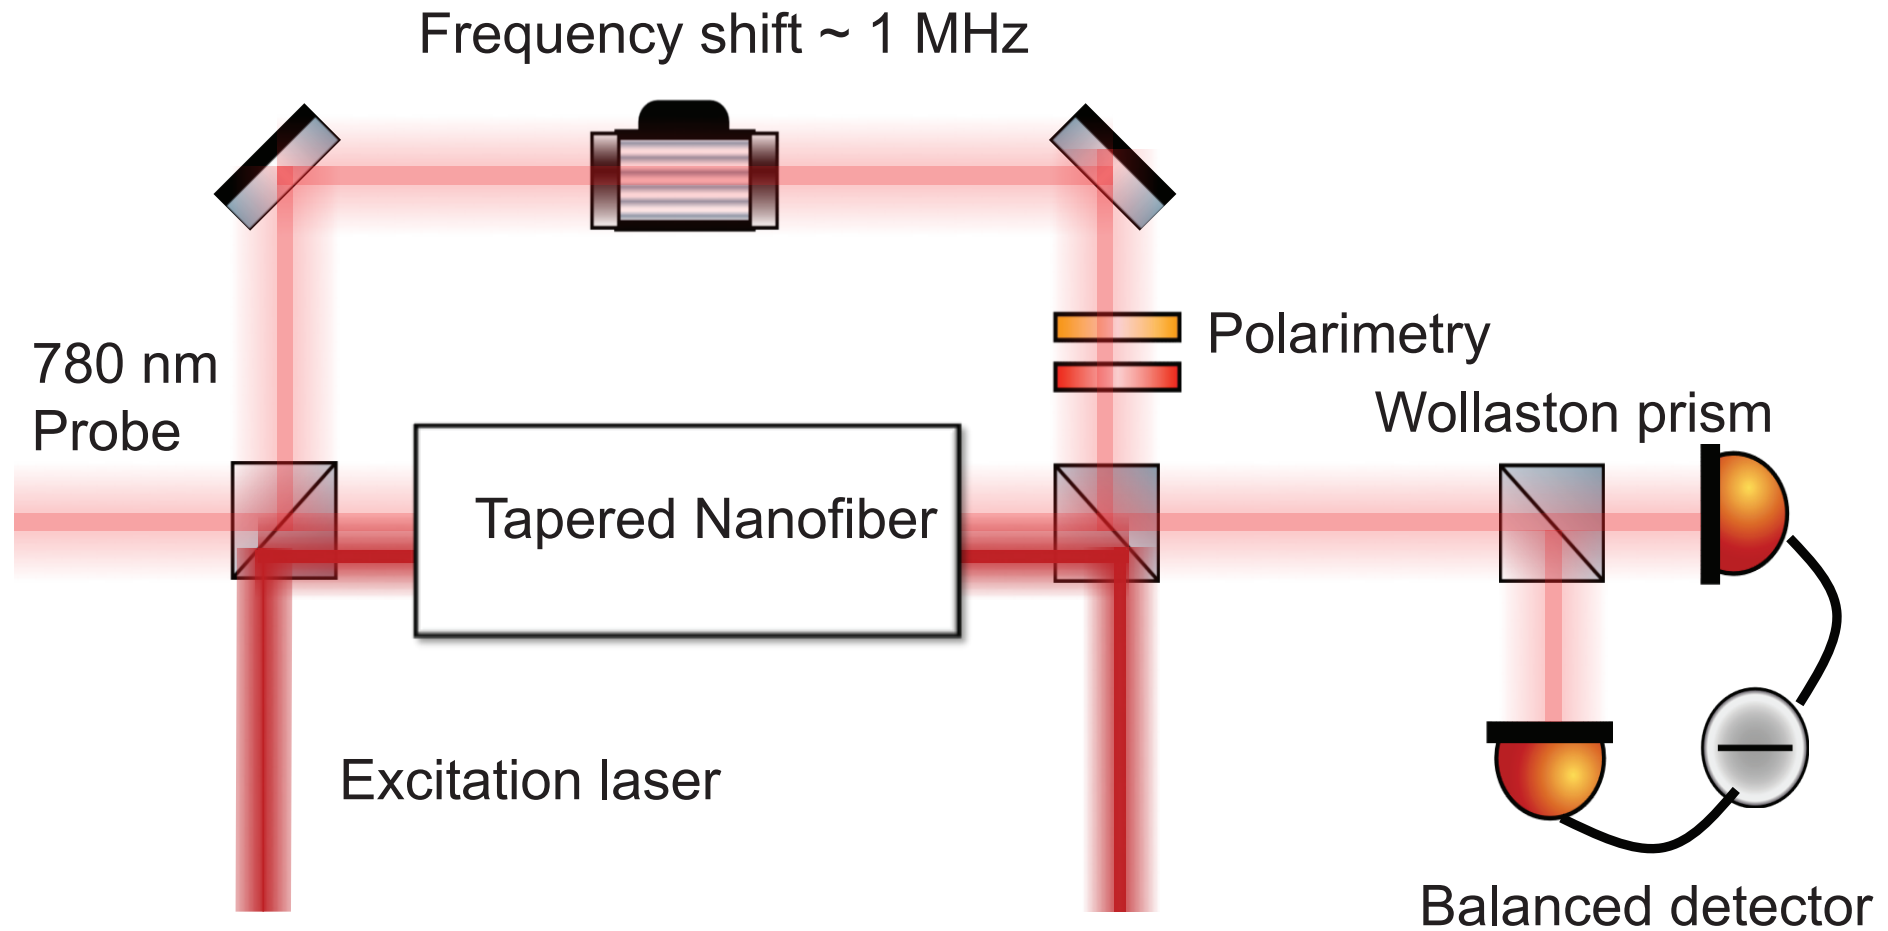 Frequency shift ~ 1 MHz
780 nm
Probe
Polarimetry
Wollaston prism
Tapered Nanofiber
Excitation laser
Balanced detector